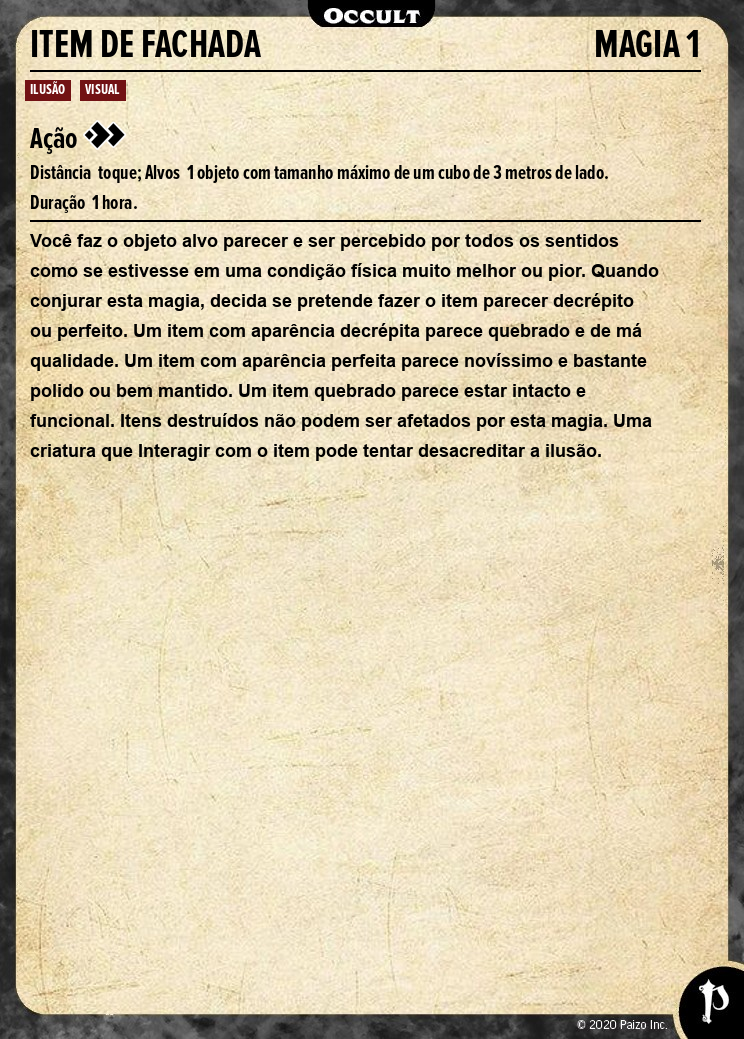 OCCULT
ITEM DE FACHADA MAGIA 1
ILUSÃO VISUAL
Ação
Distância toque; Alvos 1 objeto com tamanho máximo de um cubo de 3 metros de lado.
Duração 1 hora.
Você faz o objeto alvo parecer e ser percebido por todos os sentidos
como se estivesse em uma condição física muito melhor ou pior. Quando
conjurar esta magia, decida se pretende fazer o item parecer decrépito
ou perfeito. Um item com aparência decrépita parece quebrado e de má
qualidade. Um item com aparência perfeita parece novíssimo e bastante
polido ou bem mantido. Um item quebrado parece estar intacto e
funcional. Itens destruídos não podem ser afetados por esta magia. Uma
criatura que Interagir com o item pode tentar desacreditar a ilusão.
© 2020 Paizo Inc.
P